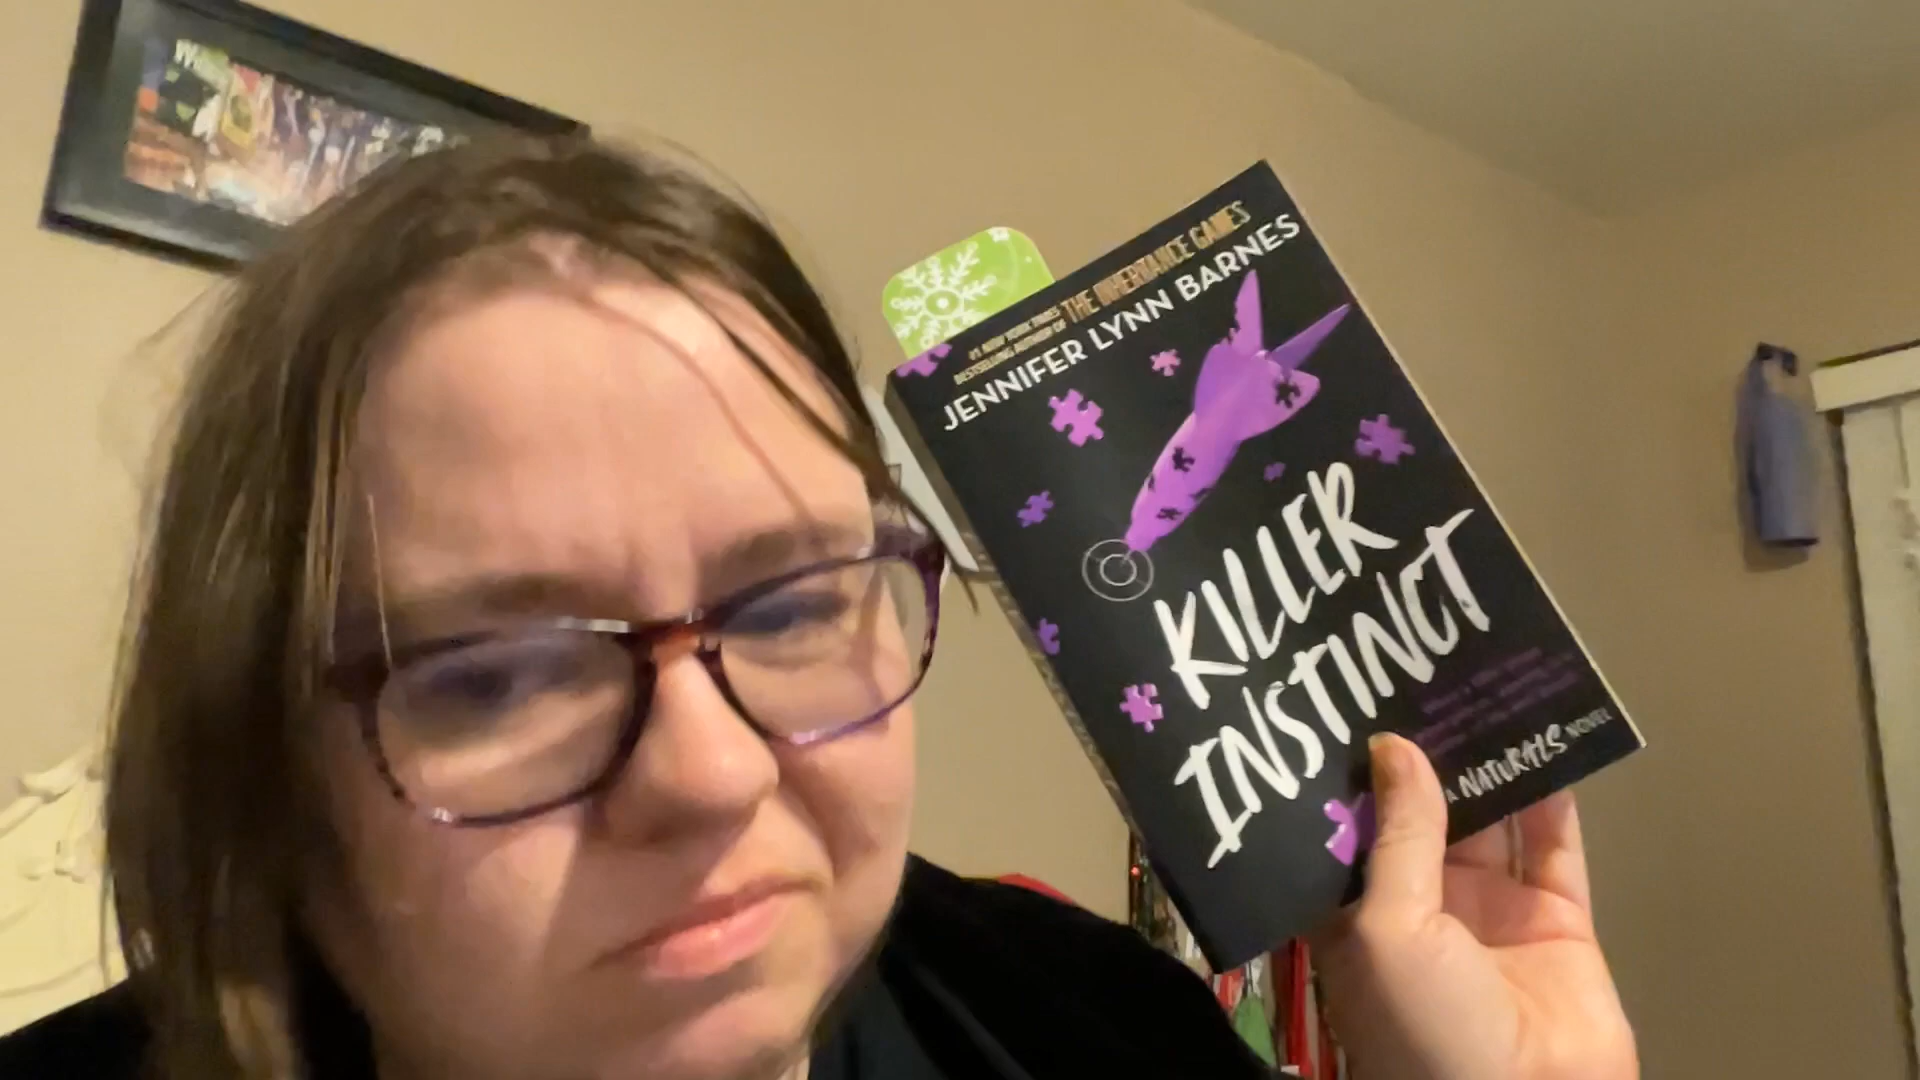 #1 NEW YORK TIMES
BESTSELLING AUTHOR OF THE INHERITANCE GAMES
JENNIFER LYNN BARNES
KILLER
INSTINCT
A NATURALS NOVEL